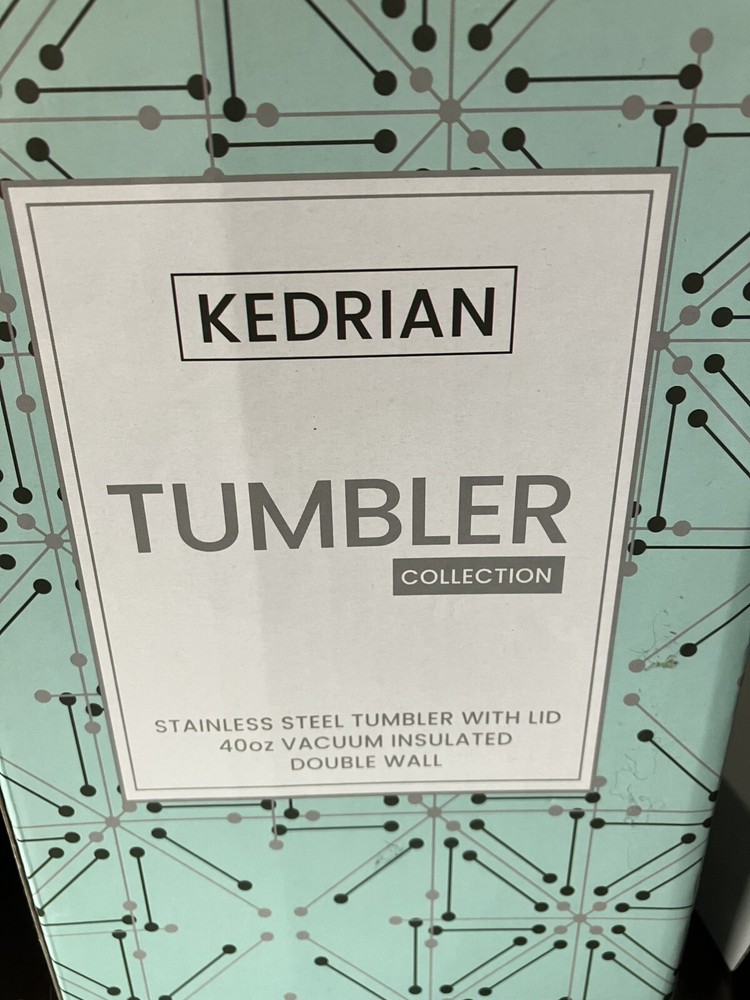 KEDRIAN
TUMBLER
COLLECTION
STAINLESS STEEL TUMBLER WITH LID
40oz VACUUM INSULATED
DOUBLE WALL